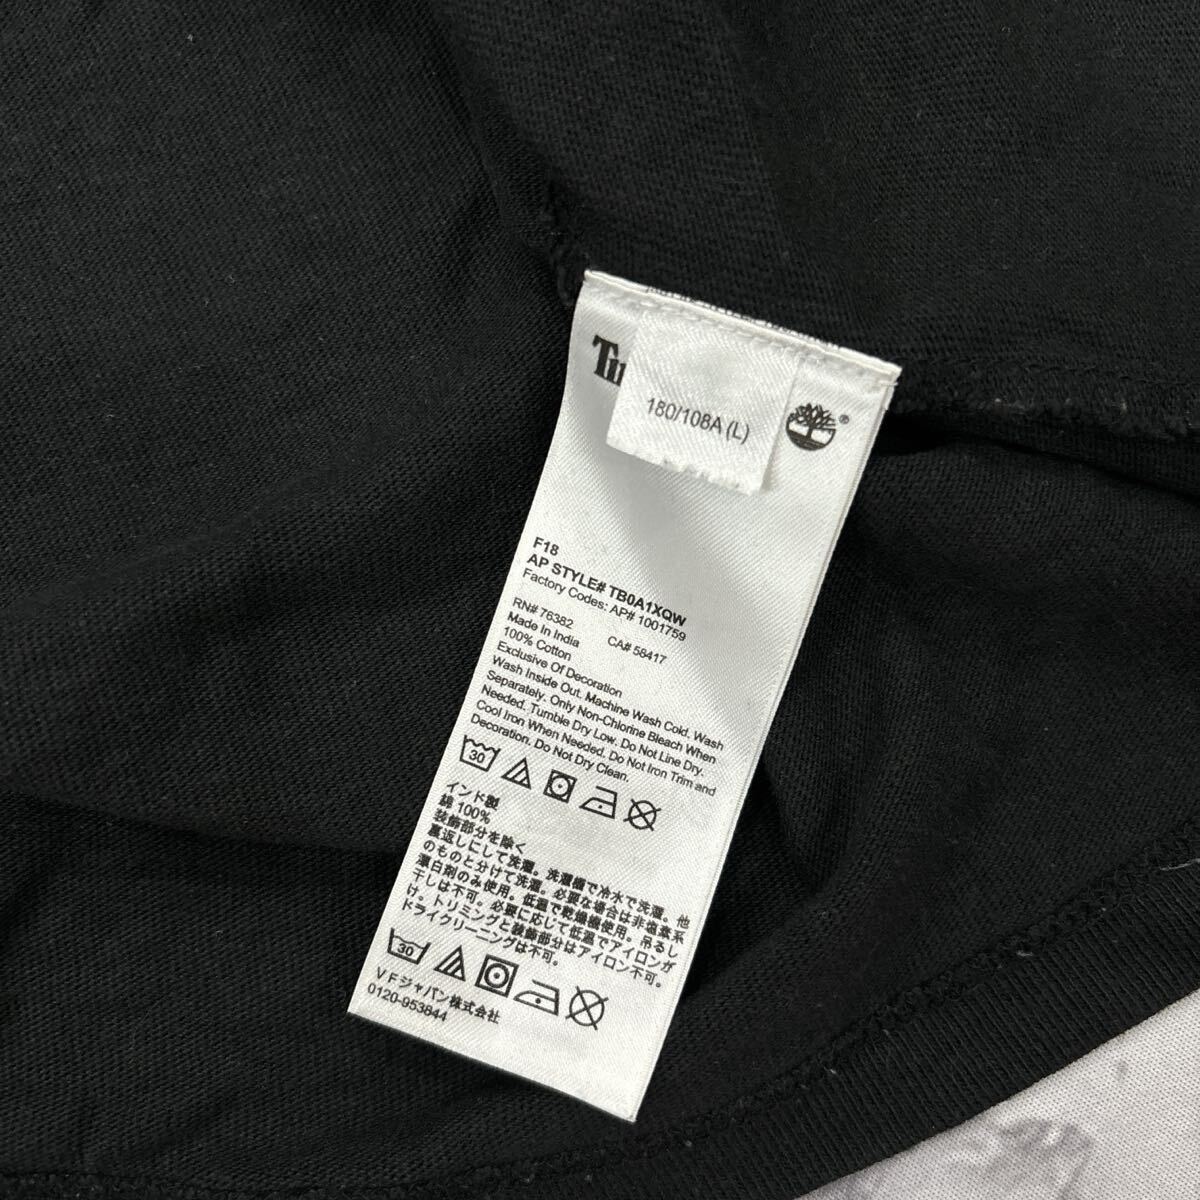 180/108A (L)
®
F18
AP STYLE# TB0A1XQW
Factory Codes: AP# 1001759
RN# 76382 CA# 58417
Made In India
100% Cotton
Exclusive Of Decoration
Wash Inside Out. Machine Wash Cold. Wash
Separately. Only Non-Chlorine Bleach When
Needed. Tumble Dry Low. Do Not Line Dry.
Cool Iron When Needed. Do Not Iron Trim and
Decoration. Do Not Dry Clean.
30
インド製
綿 100%
装飾部分を除く
裏返しにして洗濯。洗濯機で冷水で洗濯。他
のものと分けて洗濯。必要な場合は非塩素系
漂白剤のみ使用。低温で乾燥機使用。吊るし
干しは不可。必要に応じて低温でアイロンが
け。トリミングと装飾部分はアイロン不可。
ドライクリーニングは不可。
30
VFジャパン株式会社
0120-953844